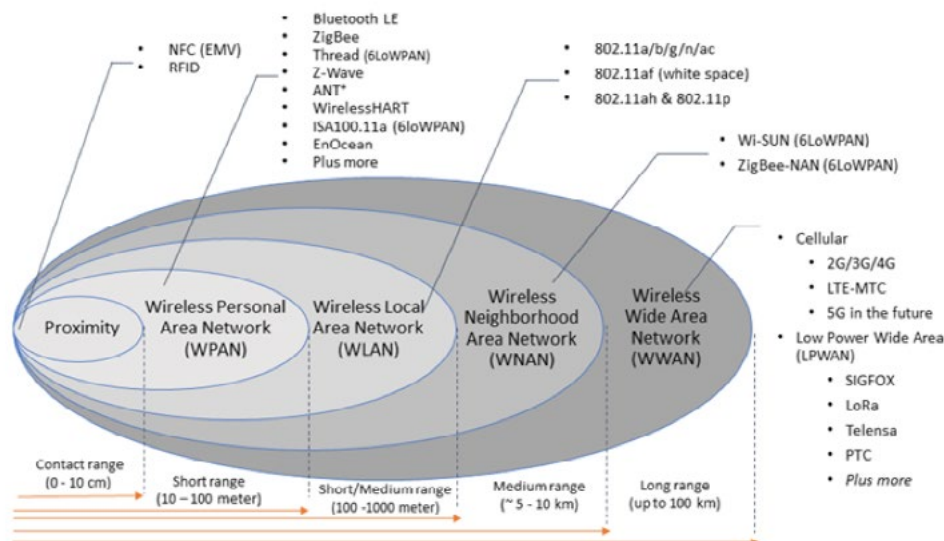 • NFC (EMV)
• RFID
• Bluetooth LE
• ZigBee
• Thread (6LoWPAN)
• Z-Wave
• ANT*
• WirelessHART
• ISA100.11a (6loWPAN)
• EnOcean
• Plus more
• 802.11a/b/g/n/ac
• 802.11af (white space)
• 802.11ah & 802.11p
• Wi-SUN (6LoWPAN)
• ZigBee-NAN (6LoWPAN)
• Cellular
• 2G/3G/4G
• LTE-MTC
• 5G in the future
• Low Power Wide Area
(LPWAN)
• SIGFOX
• LoRa
• Telensa
• PTC
• Plus more
Proximity
Wireless Personal
Area Network
(WPAN)
Wireless Local
Area Network
(WLAN)
Wireless
Neighborhood
Area Network
(WNAN)
Wireless
Wide Area
Network
(WWAN)
Contact range
(0 - 10 cm)
Short range
(10 – 100 meter)
Short/Medium range
(100 -1000 meter)
Medium range
(~ 5 - 10 km)
Long range
(up to 100 km)